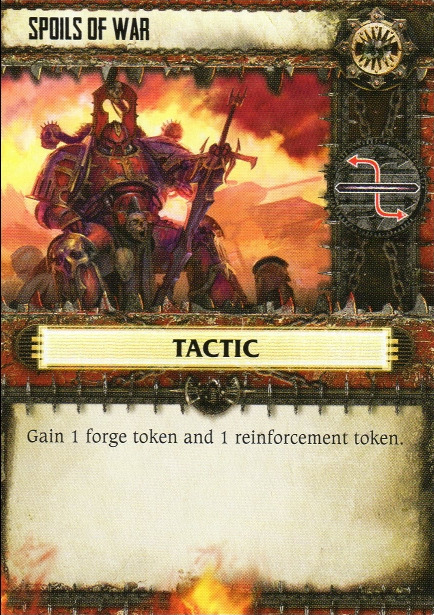 SPOILS OF WAR
TACTIC
Gain 1 forge token and 1 reinforcement token.